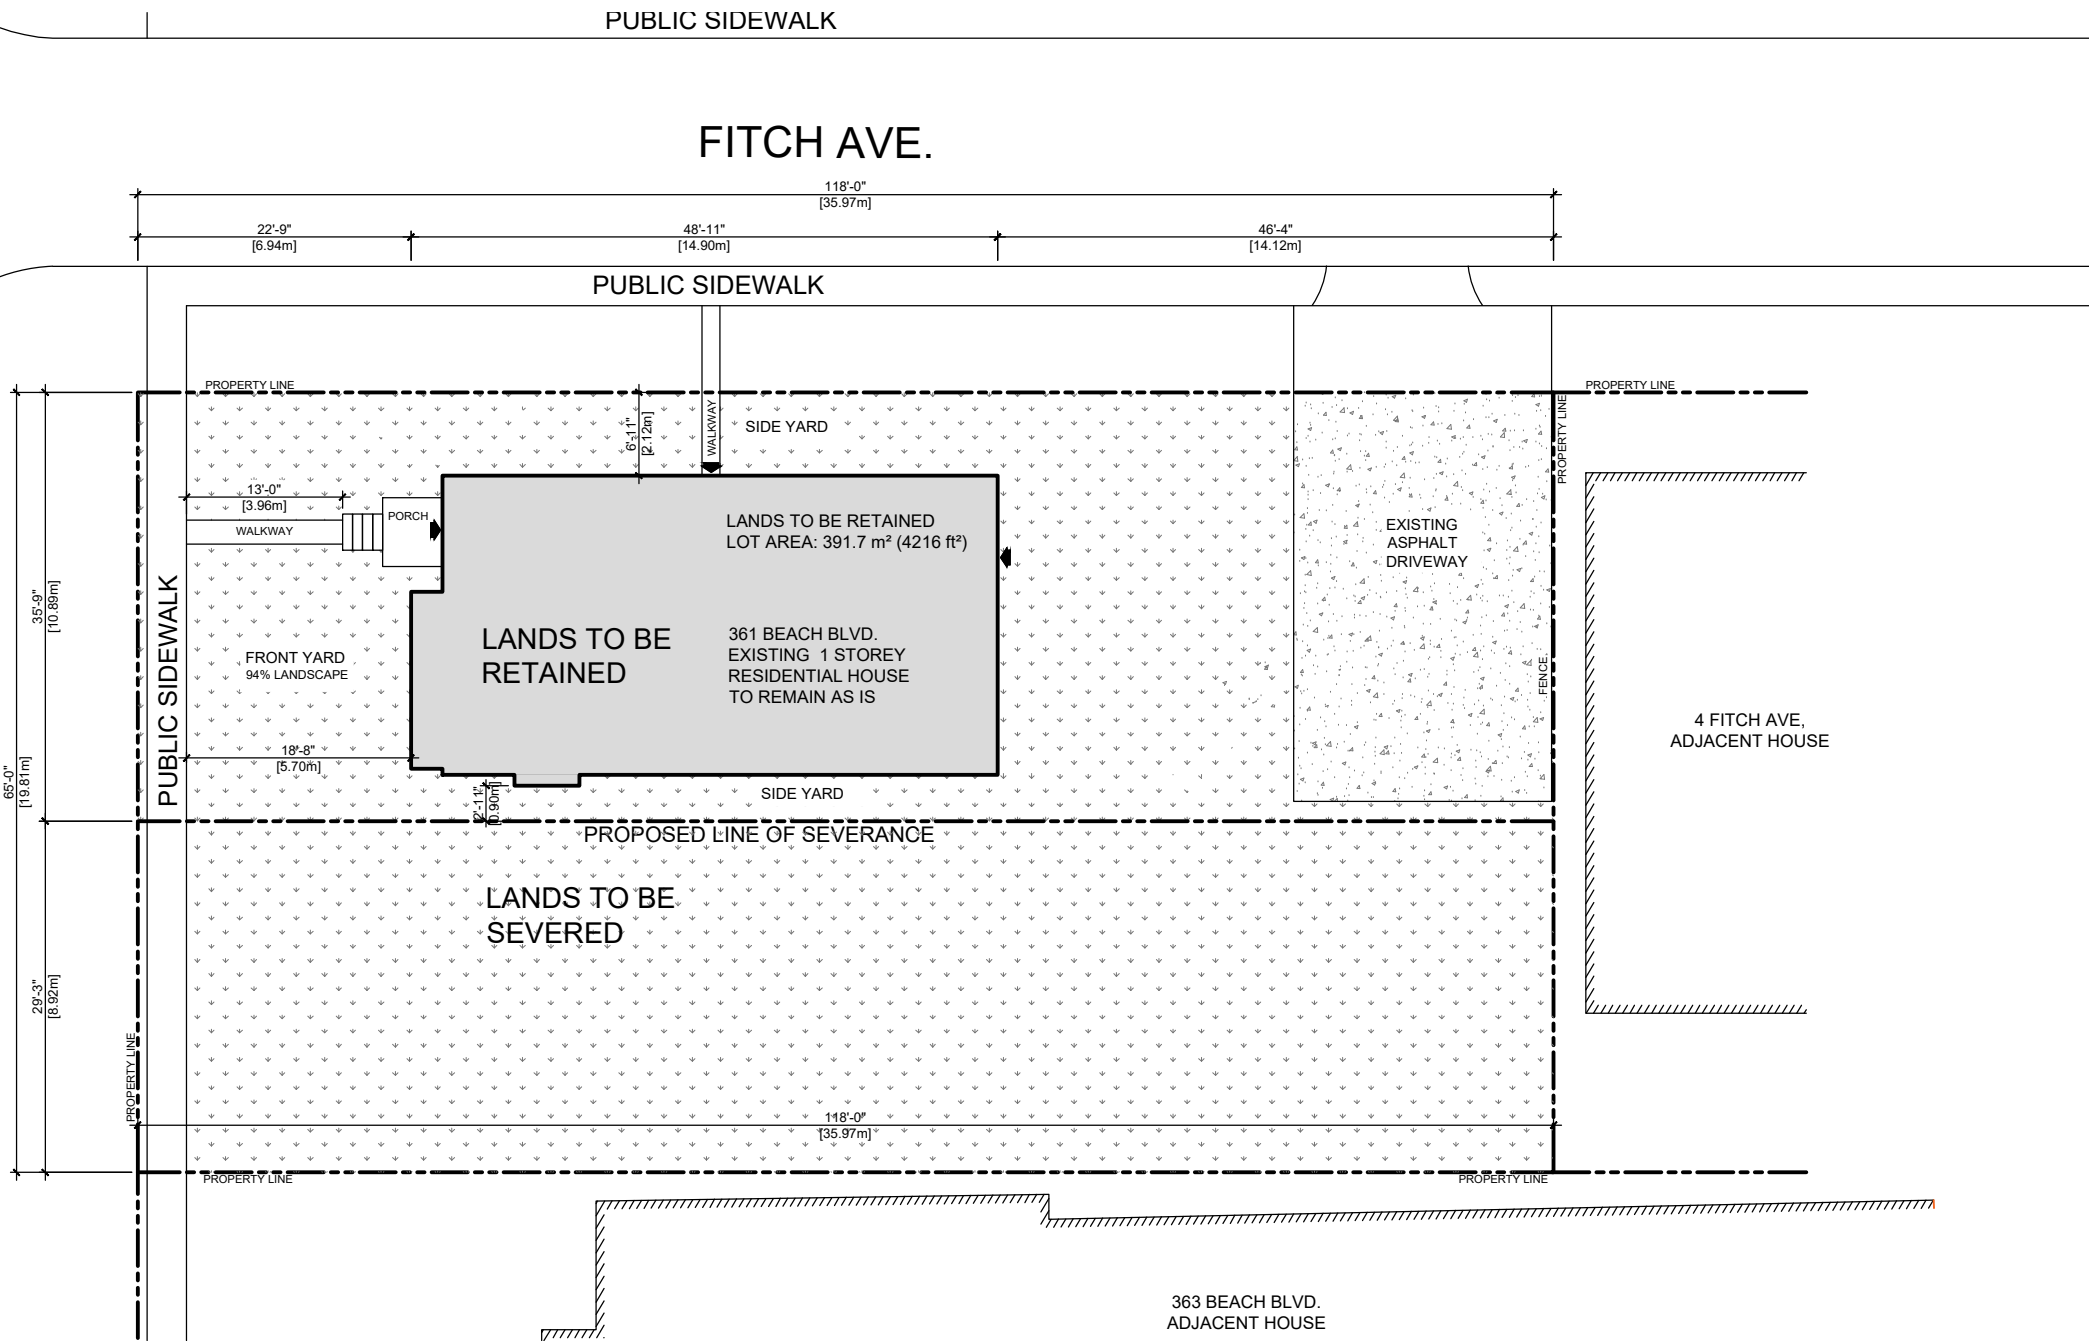 PUBLIC SIDEWALK
FITCH AVE.
118'-0"
[35.97m]
22'-9"
[6.94m]
48'-11"
[14.90m]
46'-4"
[14.12m]
PUBLIC SIDEWALK
PROPERTY LINE
PROPERTY LINE
PROPERTY LINE
6'-11"
[2.12m]
WALKWAY
SIDE YARD
13'-0"
[3.96m]
WALKWAY
PORCH
LANDS TO BE RETAINED
LOT AREA: 391.7 m² (4216 ft²)
EXISTING
ASPHALT
DRIVEWAY
35'-9"
[10.89m]
PUBLIC SIDEWALK
FRONT YARD
94% LANDSCAPE
LANDS TO BE
RETAINED
361 BEACH BLVD.
EXISTING 1 STOREY
RESIDENTIAL HOUSE
TO REMAIN AS IS
FENCE
4 FITCH AVE,
ADJACENT HOUSE
18'-8"
[5.70m]
65'-0"
[19.81m]
2'-11"
[0.90m]
SIDE YARD
PROPOSED LINE OF SEVERANCE
LANDS TO BE
SEVERED
29'-3"
[8.92m]
PROPERTY LINE
118'-0"
[35.97m]
PROPERTY LINE
PROPERTY LINE
363 BEACH BLVD.
ADJACENT HOUSE